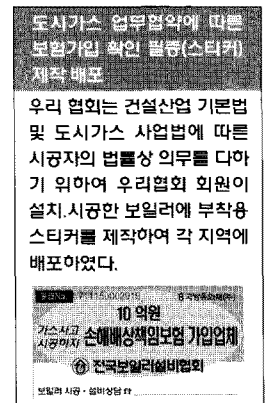 도시가스 업무협약에 따른
보험가입 확인 필증(스티커)
제작 배포
우리 협회는 건설산업 기본법
및 도시가스 사업법에 따른
시공자의 법률상 의무를 다하
기 위하여 우리협회 회원이
설치.시공한 보일러에 부착용
스티커를 제작하여 각 지역에
배포하였다.
10 억원
가스사고
시공하자 손해배상책임보험 가입업체
전국보일러설비협회
보일러 시공·설비상담 ☎